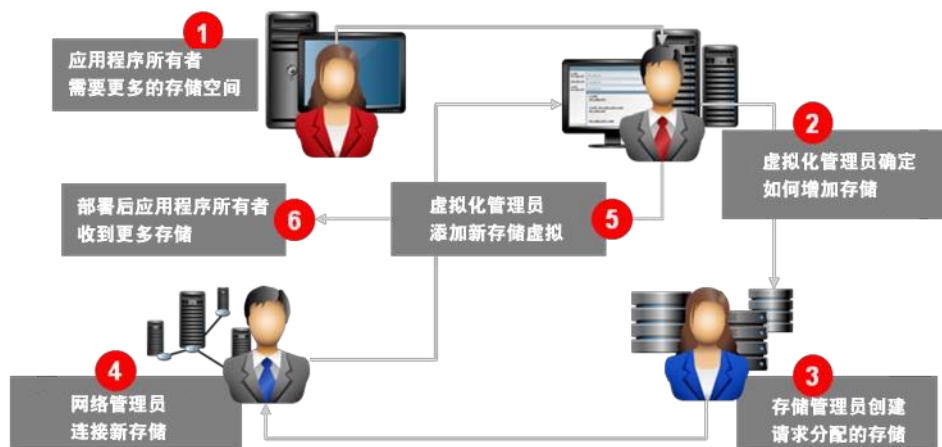 1
应用程序所有者
需要更多的存储空间
2
虚拟化管理员确定
如何增加存储
3
存储管理员创建
请求分配的存储
4
网络管理员
连接新存储
5
虚拟化管理员
添加新存储虚拟
6
部署后应用程序所有者
收到更多存储